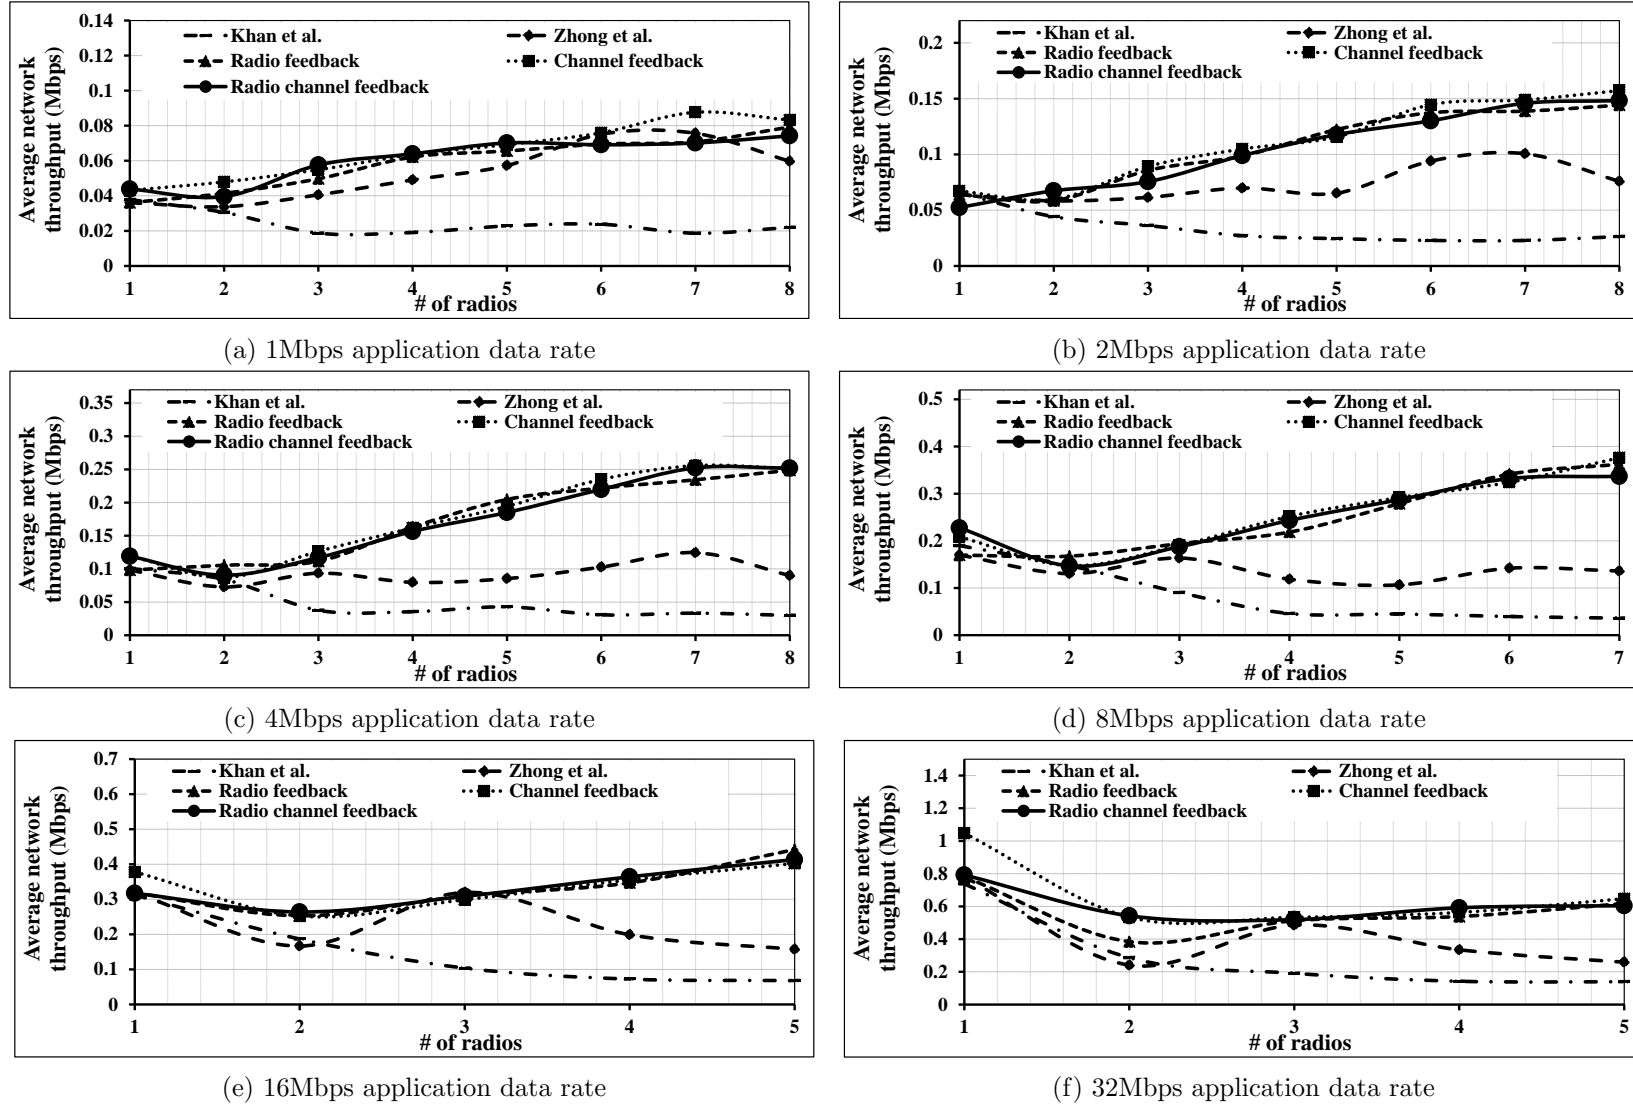 Average network
throughput (Mbps)
0.14
0.12
0.1
0.08
0.06
0.04
0.02
0
Khan et al.
Zhong et al.
Radio feedback
Channel feedback
Radio channel feedback
1 2 3 4 5 6 7 8
# of radios
(a) 1Mbps application data rate
Average network
throughput (Mbps)
0.2
0.15
0.1
0.05
0
Khan et al.
Zhong et al.
Radio feedback
Channel feedback
Radio channel feedback
1 2 3 4 5 6 7 8
# of radios
(b) 2Mbps application data rate
Average network
throughput (Mbps)
0.35
0.3
0.25
0.2
0.15
0.1
0.05
0
Khan et al.
Zhong et al.
Radio feedback
Channel feedback
Radio channel feedback
1 2 3 4 5 6 7 8
# of radios
(c) 4Mbps application data rate
Average network
throughput (Mbps)
0.5
0.4
0.3
0.2
0.1
0
Khan et al.
Zhong et al.
Radio feedback
Channel feedback
Radio channel feedback
1 2 3 4 5 6 7
# of radios
(d) 8Mbps application data rate
Average network
throughput (Mbps)
0.7
0.6
0.5
0.4
0.3
0.2
0.1
0
Khan et al.
Zhong et al.
Radio feedback
Channel feedback
Radio channel feedback
1 2 3 4 5
# of radios
(e) 16Mbps application data rate
Average network
throughput (Mbps)
1.4
1.2
1
0.8
0.6
0.4
0.2
0
Khan et al.
Zhong et al.
Radio feedback
Channel feedback
Radio channel feedback
1 2 3 4 5
# of radios
(f) 32Mbps application data rate